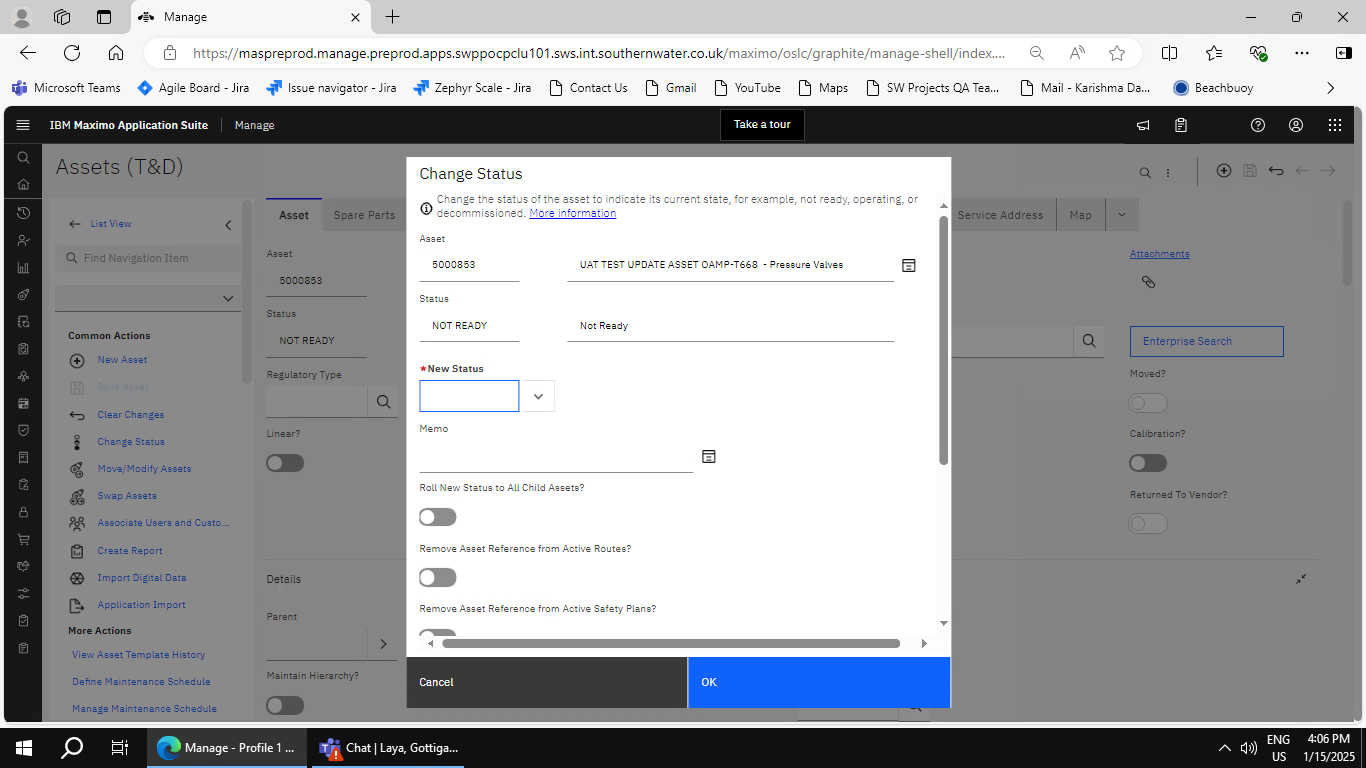 Manage
https://maspreprod.manage.preprod.apps.swppocpclu101.sws.int.southernwater.co.uk/maximo/oslc/graphite/manage-shell/index....
Microsoft Teams
Agile Board - Jira
Issue navigator - Jira
Zephyr Scale - Jira
Contact Us
Gmail
YouTube
Maps
SW Projects QA Tea...
Mail - Karishma Da...
Beachbuoy
IBM Maximo Application Suite
Manage
Take a tour
Assets (T&D)
List View
Find Navigation Item
Common Actions
New Asset
Save Asset
Clear Changes
Change Status
Move/Modify Assets
Swap Assets
Associate Users and Custo...
Create Report
Import Digital Data
Application Import
More Actions
View Asset Template History
Define Maintenance Schedule
Manage Maintenance Schedule
Asset
Spare Parts
Service Address
Map
Asset
5000853
Status
NOT READY
Regulatory Type
Linear?
Details
Parent
Maintain Hierarchy?
Attachments
Enterprise Search
Moved?
Calibration?
Returned To Vendor?
Change Status
Change the status of the asset to indicate its current state, for example, not ready, operating, or
decommissioned. More information
Asset
5000853
UAT TEST UPDATE ASSET OAMP-T668 - Pressure Valves
Status
NOT READY
Not Ready
*New Status
Memo
Roll New Status to All Child Assets?
Remove Asset Reference from Active Routes?
Remove Asset Reference from Active Safety Plans?
Cancel
OK
Manage - Profile 1 ...
Chat | Laya, Gottiga...
ENG
US
4:06 PM
1/15/2025